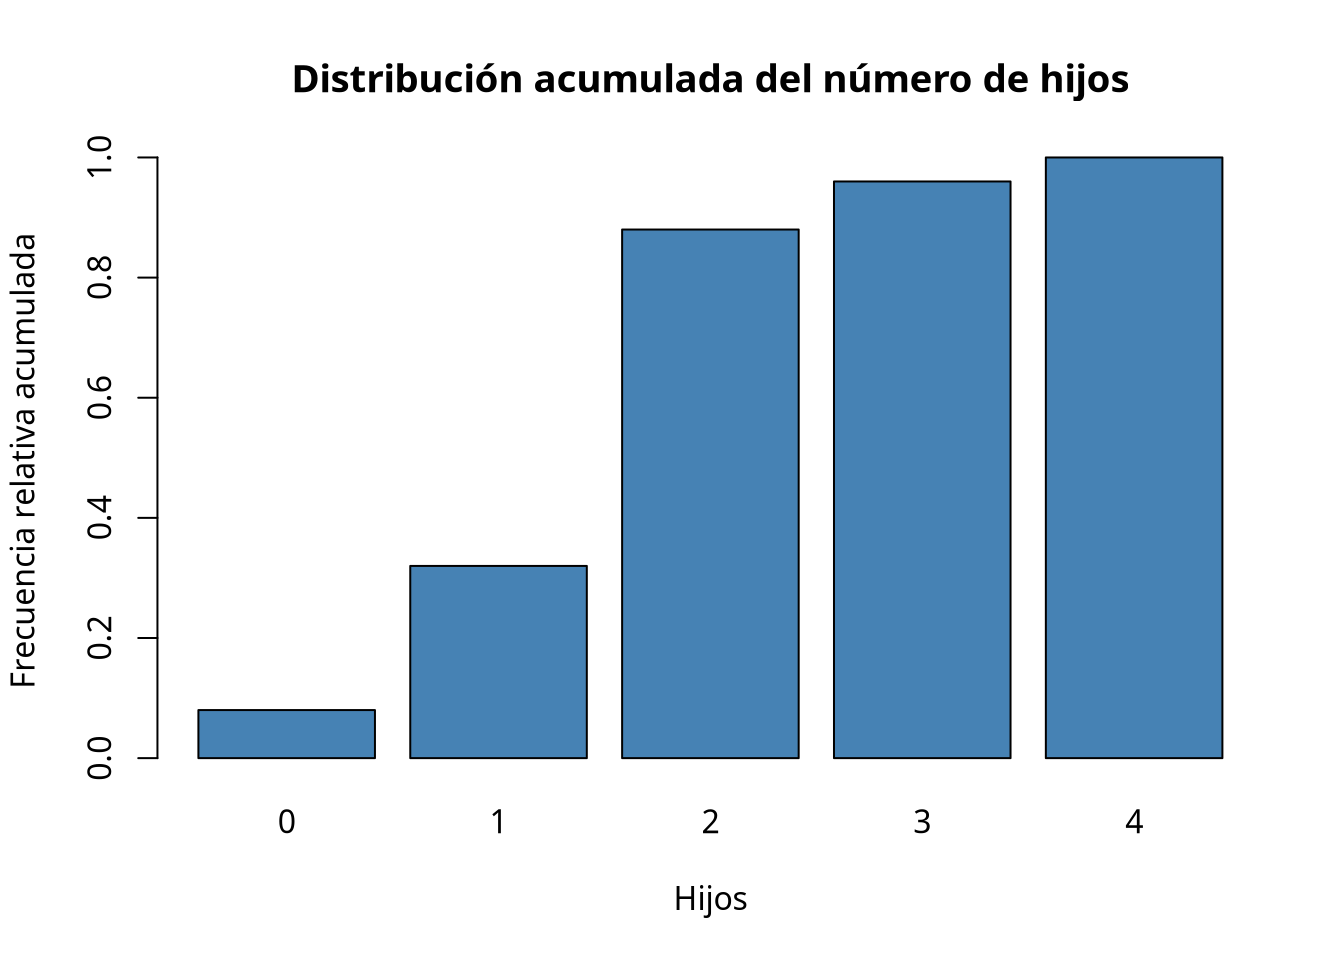 Distribución acumulada del número de hijos
Frecuencia relativa acumulada
1.0
0.8
0.6
0.4
0.2
0.0
0 1 2 3 4
Hijos